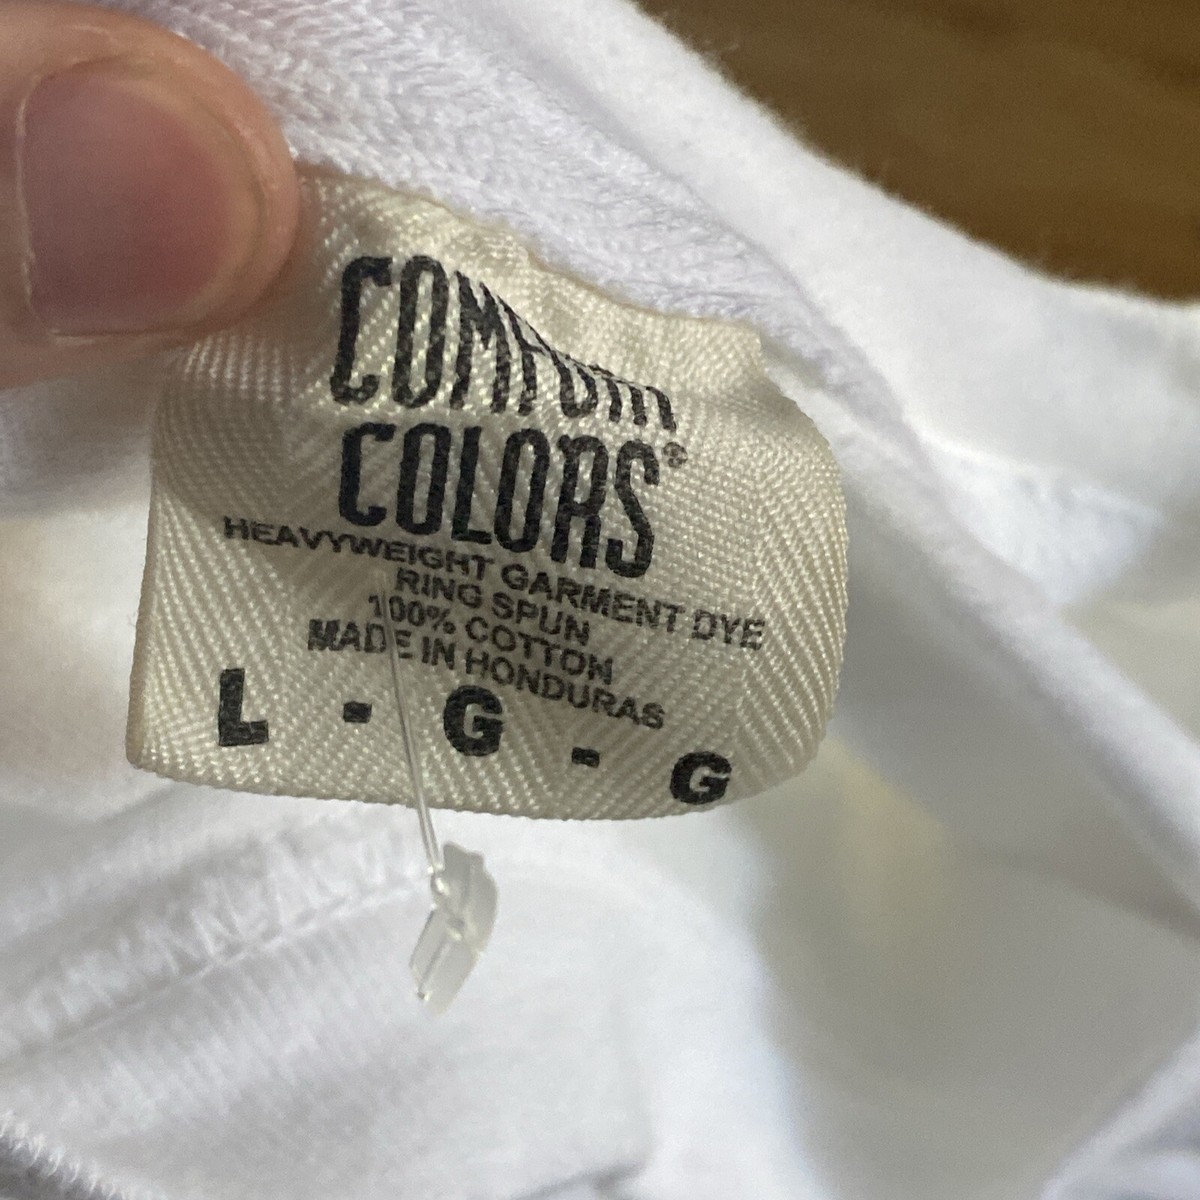 COMFORT
COLORS®
HEAVYWEIGHT GARMENT DYE
RING SPUN
100% COTTON
MADE IN HONDURAS
L - G - G